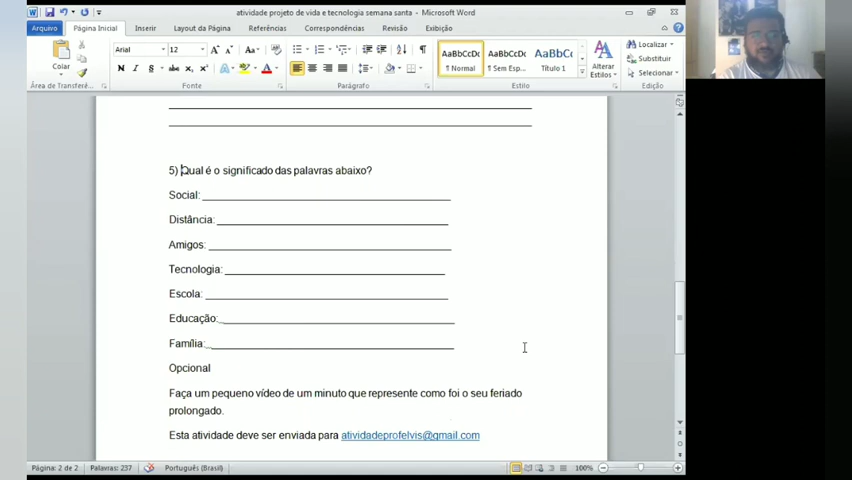 atividade projeto de vida e tecnologia semana santa - Microsoft Word
Arquivo Página Inicial Inserir Layout da Página Referências Correspondências Revisão Exibição
Colar
Arial 12
N I S
AaBbCcDc AaBbCcDc AaBbCc
¶ Normal ¶ Sem Esp... Título 1
Alterar Estilos
Localizar
Substituir
Selecionar
Área de Transferê... Fonte Parágrafo Estilo Edição
5) Qual é o significado das palavras abaixo?
Social:
Distância:
Amigos:
Tecnologia:
Escola:
Educação:
Família:
Opcional
Faça um pequeno vídeo de um minuto que represente como foi o seu feriado
prolongado.
Esta atividade deve ser enviada para atividadeprofelvis@gmail.com
Página: 2 de 2 Palavras: 237 Português (Brasil) 100%